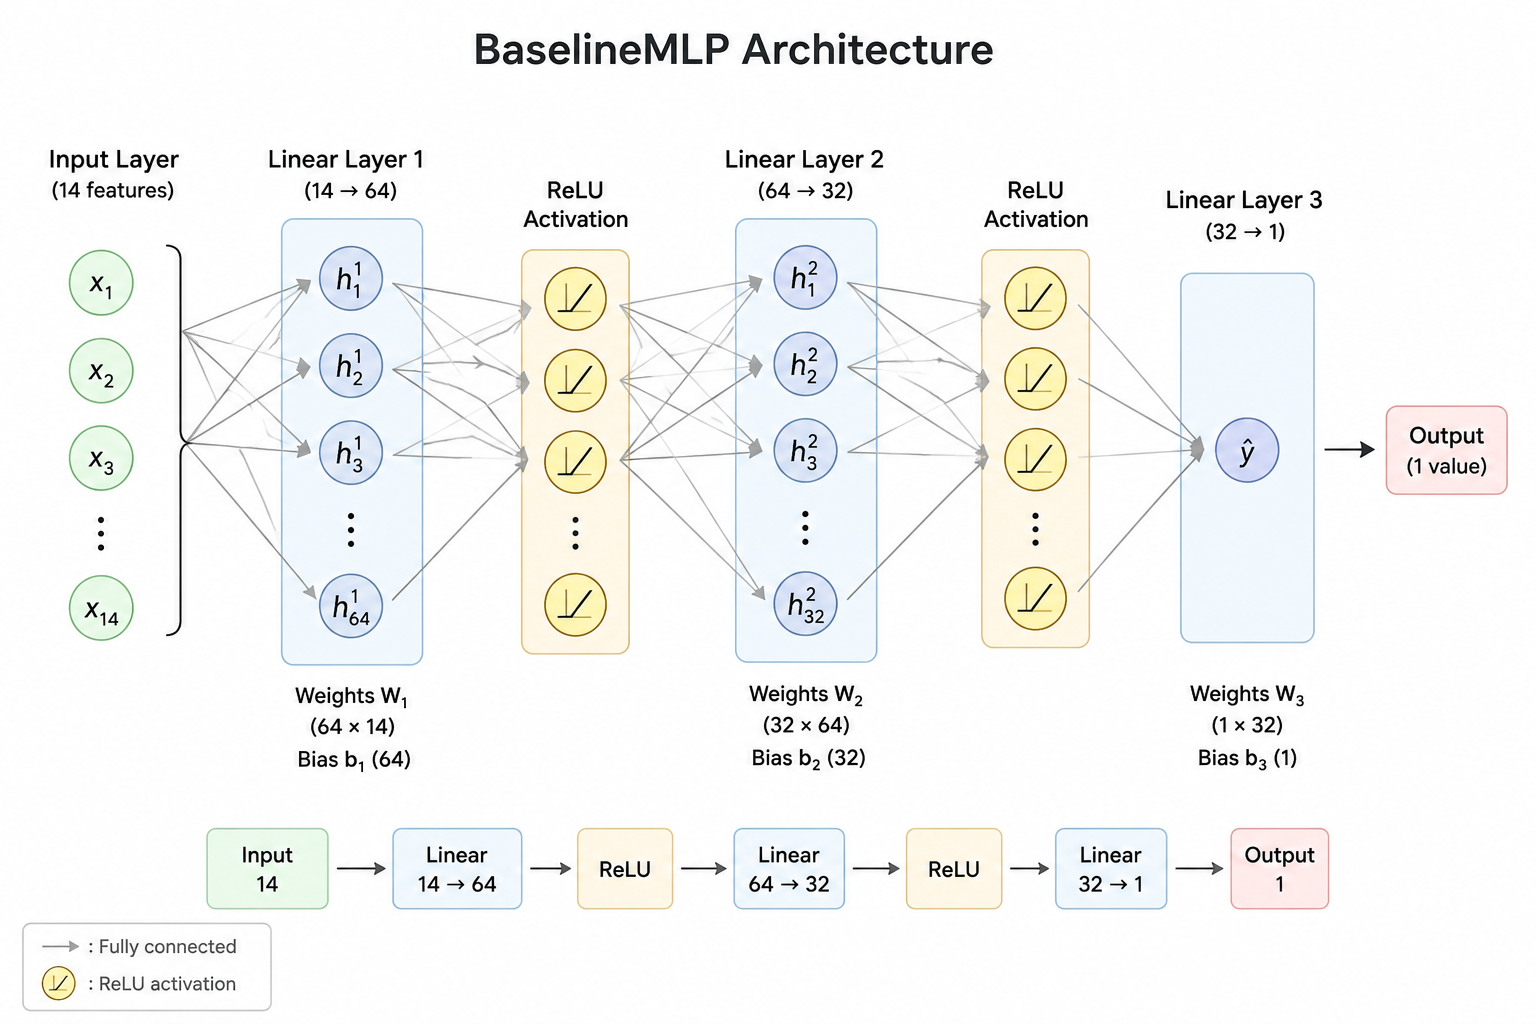 BaselineMLP Architecture
Input Layer
(14 features)
Linear Layer 1
(14 → 64)
ReLU
Activation
Linear Layer 2
(64 → 32)
ReLU
Activation
Linear Layer 3
(32 → 1)
x₁
x₂
x₃
⋮
x₁₄
h¹₁
h¹₂
h¹₃
⋮
h¹₆₄
⋮
h²₁
h²₂
h²₃
⋮
h²₃₂
⋮
ŷ
Output
(1 value)
Weights W₁
(64 × 14)
Bias b₁ (64)
Weights W₂
(32 × 64)
Bias b₂ (32)
Weights W₃
(1 × 32)
Bias b₃ (1)
Input
14
Linear
14 → 64
ReLU
Linear
64 → 32
ReLU
Linear
32 → 1
Output
1
: Fully connected
: ReLU activation